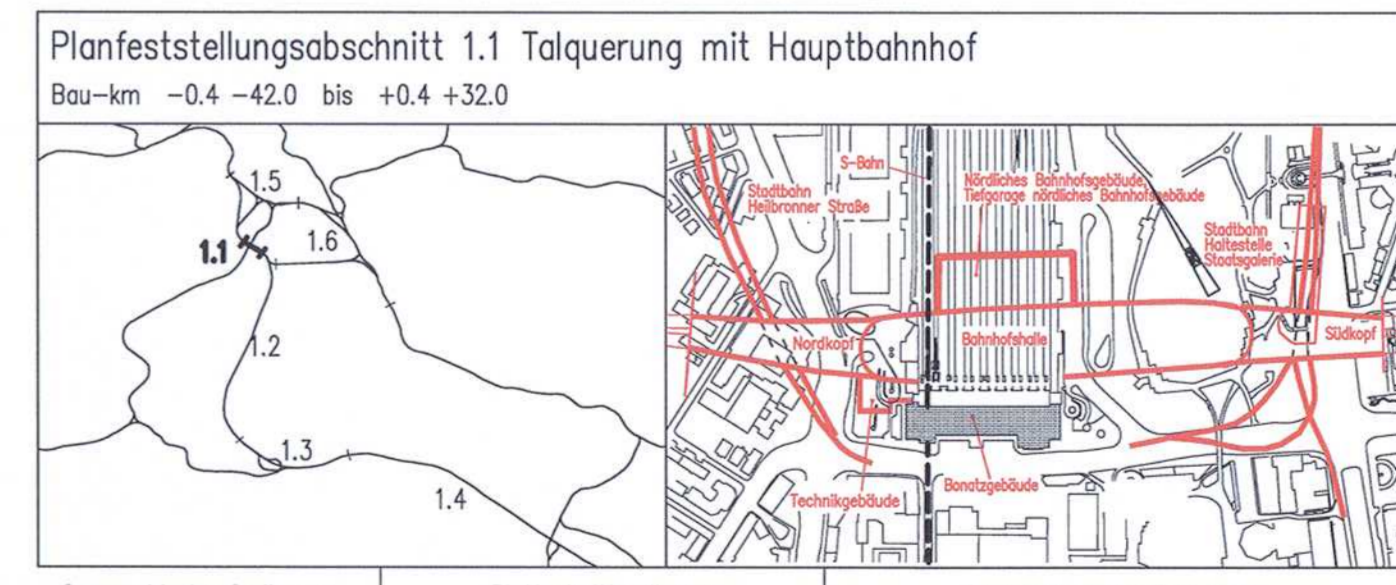 Planfeststellungsabschnitt 1.1 Talquerung mit Hauptbahnhof
Bau-km -0.4 -42.0 bis +0.4 +32.0
1.5
1.1
1.6
1.2
1.3
1.4
S-Bahn
Stadtbahn
Heilbronner Straße
Nördliches Bahnhofsgebäude,
Tiefgarage nördliches Bahnhofsgebäude
Stadtbahn
Haltestelle
Staatsgalerie
Nordkopf
Bahnhofshalle
Südkopf
Technikgebäude
Bonatzgebäude